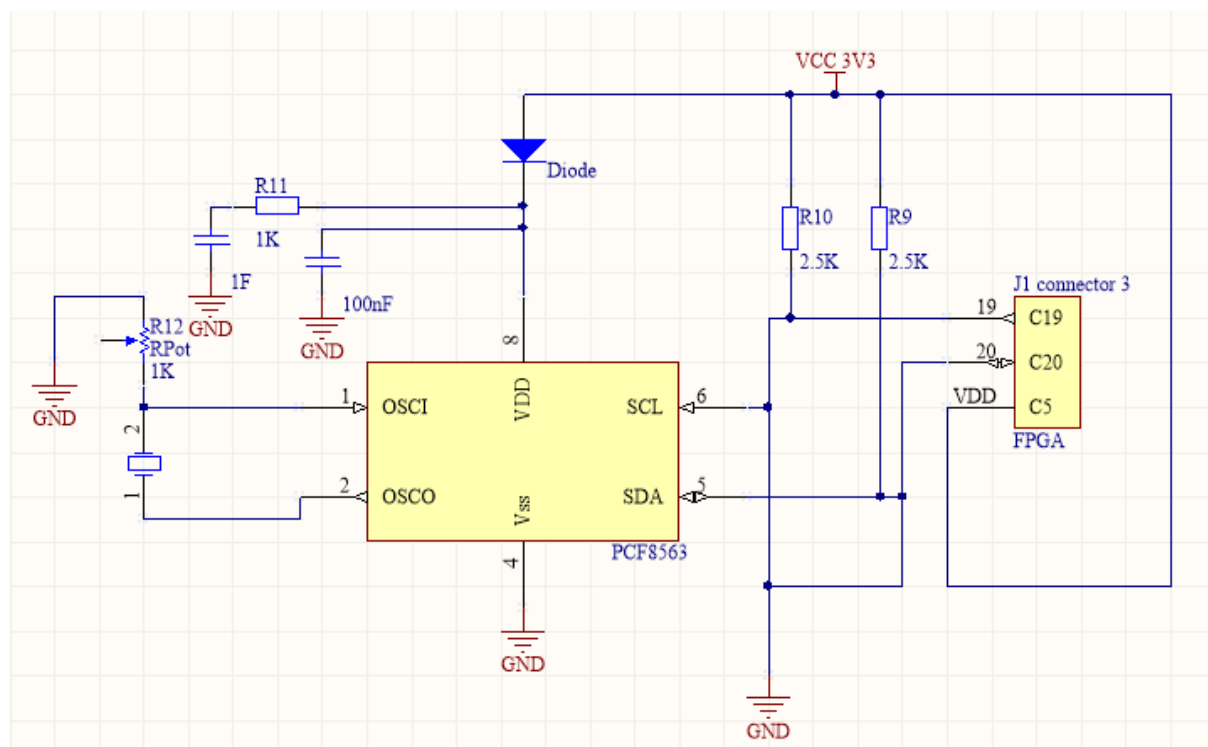 VCC 3V3
Diode
R11
1K
1F
100nF
GND
GND
R10
2.5K
R9
2.5K
J1 connector 3
19
C19
20
C20
VDD
C5
FPGA
R12
RPot
1K
GND
8
VDD
1
OSCI
SCL
6
2
1
2
OSCO
SDA
5
Vss
PCF8563
4
GND
GND